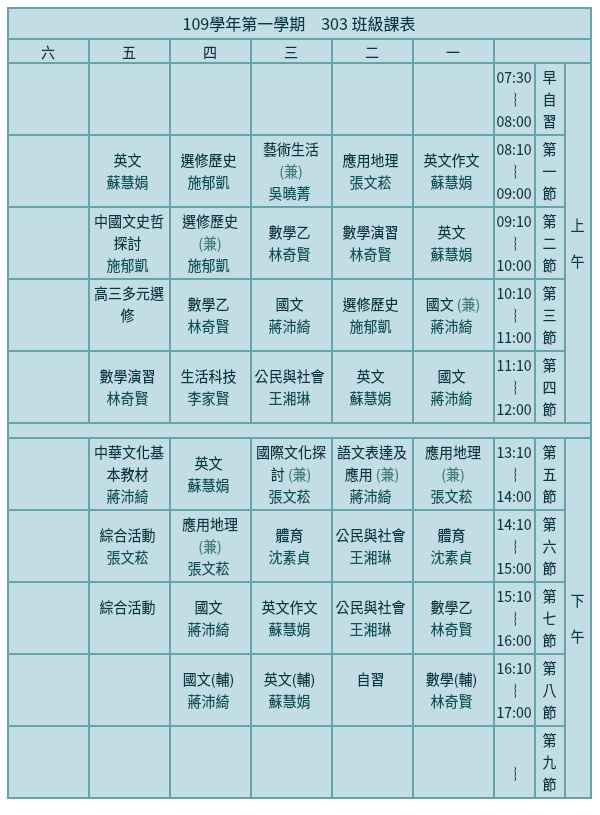 109學年第一學期　303 班級課表
六
五
四
三
二
一
07:30
~
08:00
早
自
習
上
午
英文
蘇慧娟
選修歷史
施郁凱
藝術生活
(兼)
吳曉菁
應用地理
張文菘
英文作文
蘇慧娟
08:10
~
09:00
第
一
節
中國文史哲
探討
施郁凱
選修歷史
(兼)
施郁凱
數學乙
林奇賢
數學演習
林奇賢
英文
蘇慧娟
09:10
~
10:00
第
二
節
高三多元選
修
數學乙
林奇賢
國文
蔣沛綺
選修歷史
施郁凱
國文 (兼)
蔣沛綺
10:10
~
11:00
第
三
節
數學演習
林奇賢
生活科技
李家賢
公民與社會
王湘琳
英文
蘇慧娟
國文
蔣沛綺
11:10
~
12:00
第
四
節
中華文化基
本教材
蔣沛綺
英文
蘇慧娟
國際文化探
討 (兼)
張文菘
語文表達及
應用 (兼)
蔣沛綺
應用地理
(兼)
張文菘
13:10
~
14:00
第
五
節
下
午
綜合活動
張文菘
應用地理
(兼)
張文菘
體育
沈素貞
公民與社會
王湘琳
體育
沈素貞
14:10
~
15:00
第
六
節
綜合活動
國文
蔣沛綺
英文作文
蘇慧娟
公民與社會
王湘琳
數學乙
林奇賢
15:10
~
16:00
第
七
節
國文(輔)
蔣沛綺
英文(輔)
蘇慧娟
自習
數學(輔)
林奇賢
16:10
~
17:00
第
八
節
~
第
九
節